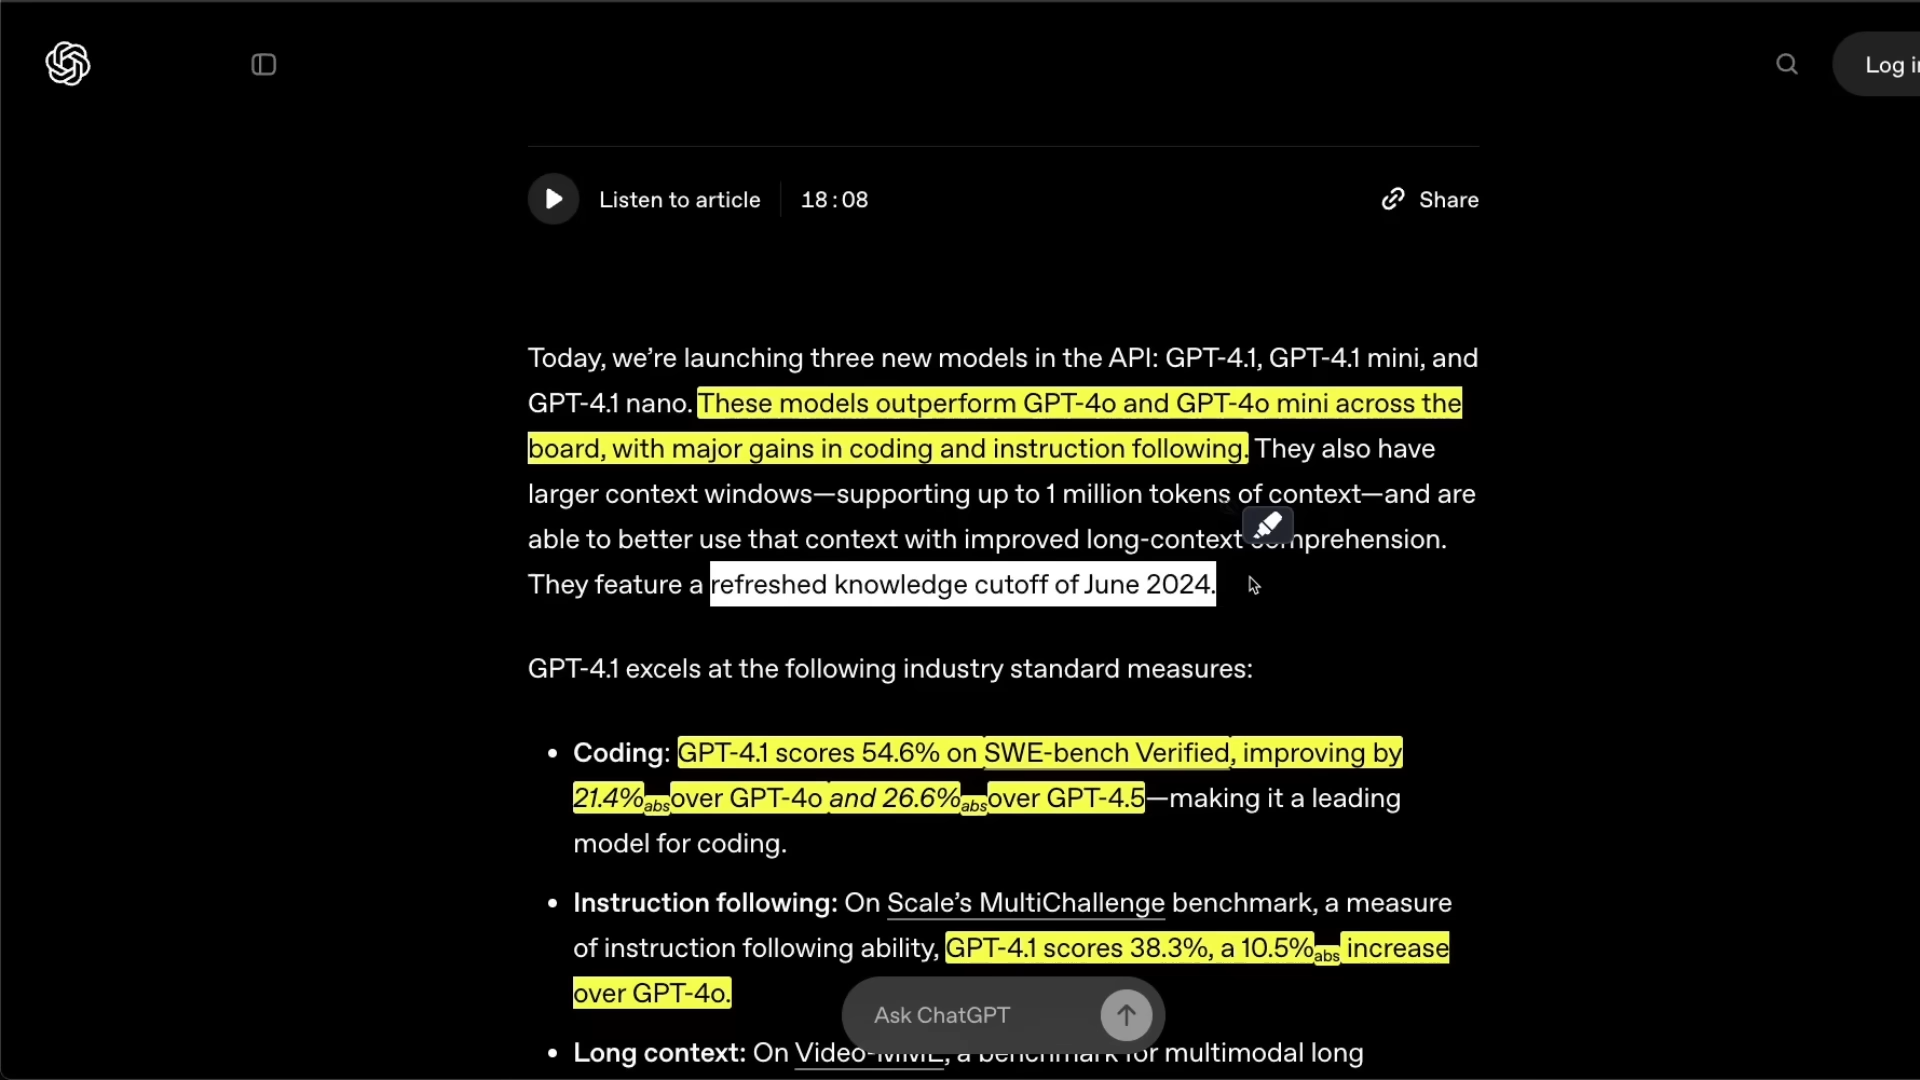 Log in
Listen to article
18:08
Share
Today, we’re launching three new models in the API: GPT-4.1, GPT-4.1 mini, and
GPT-4.1 nano. These models outperform GPT-4o and GPT-4o mini across the
board, with major gains in coding and instruction following. They also have
larger context windows—supporting up to 1 million tokens of context—and are
able to better use that context with improved long-context comprehension.
They feature a refreshed knowledge cutoff of June 2024.
GPT-4.1 excels at the following industry standard measures:
• Coding: GPT-4.1 scores 54.6% on SWE-bench Verified, improving by
21.4%abs over GPT-4o and 26.6%abs over GPT-4.5—making it a leading
model for coding.
• Instruction following: On Scale’s MultiChallenge benchmark, a measure
of instruction following ability, GPT-4.1 scores 38.3%, a 10.5%abs increase
over GPT-4o.
Ask ChatGPT
• Long context: On Video-MME, a benchmark for multimodal long